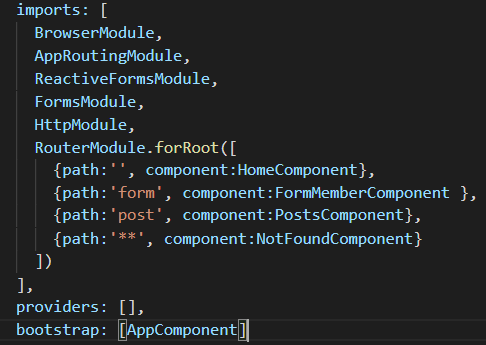 imports: [
BrowserModule,
AppRoutingModule,
ReactiveFormsModule,
FormsModule,
HttpModule,
RouterModule.forRoot([
{path:'', component:HomeComponent},
{path:'form', component:FormMemberComponent },
{path:'post', component:PostsComponent},
{path:'**', component:NotFoundComponent}
])
],
providers: [],
bootstrap: [AppComponent]